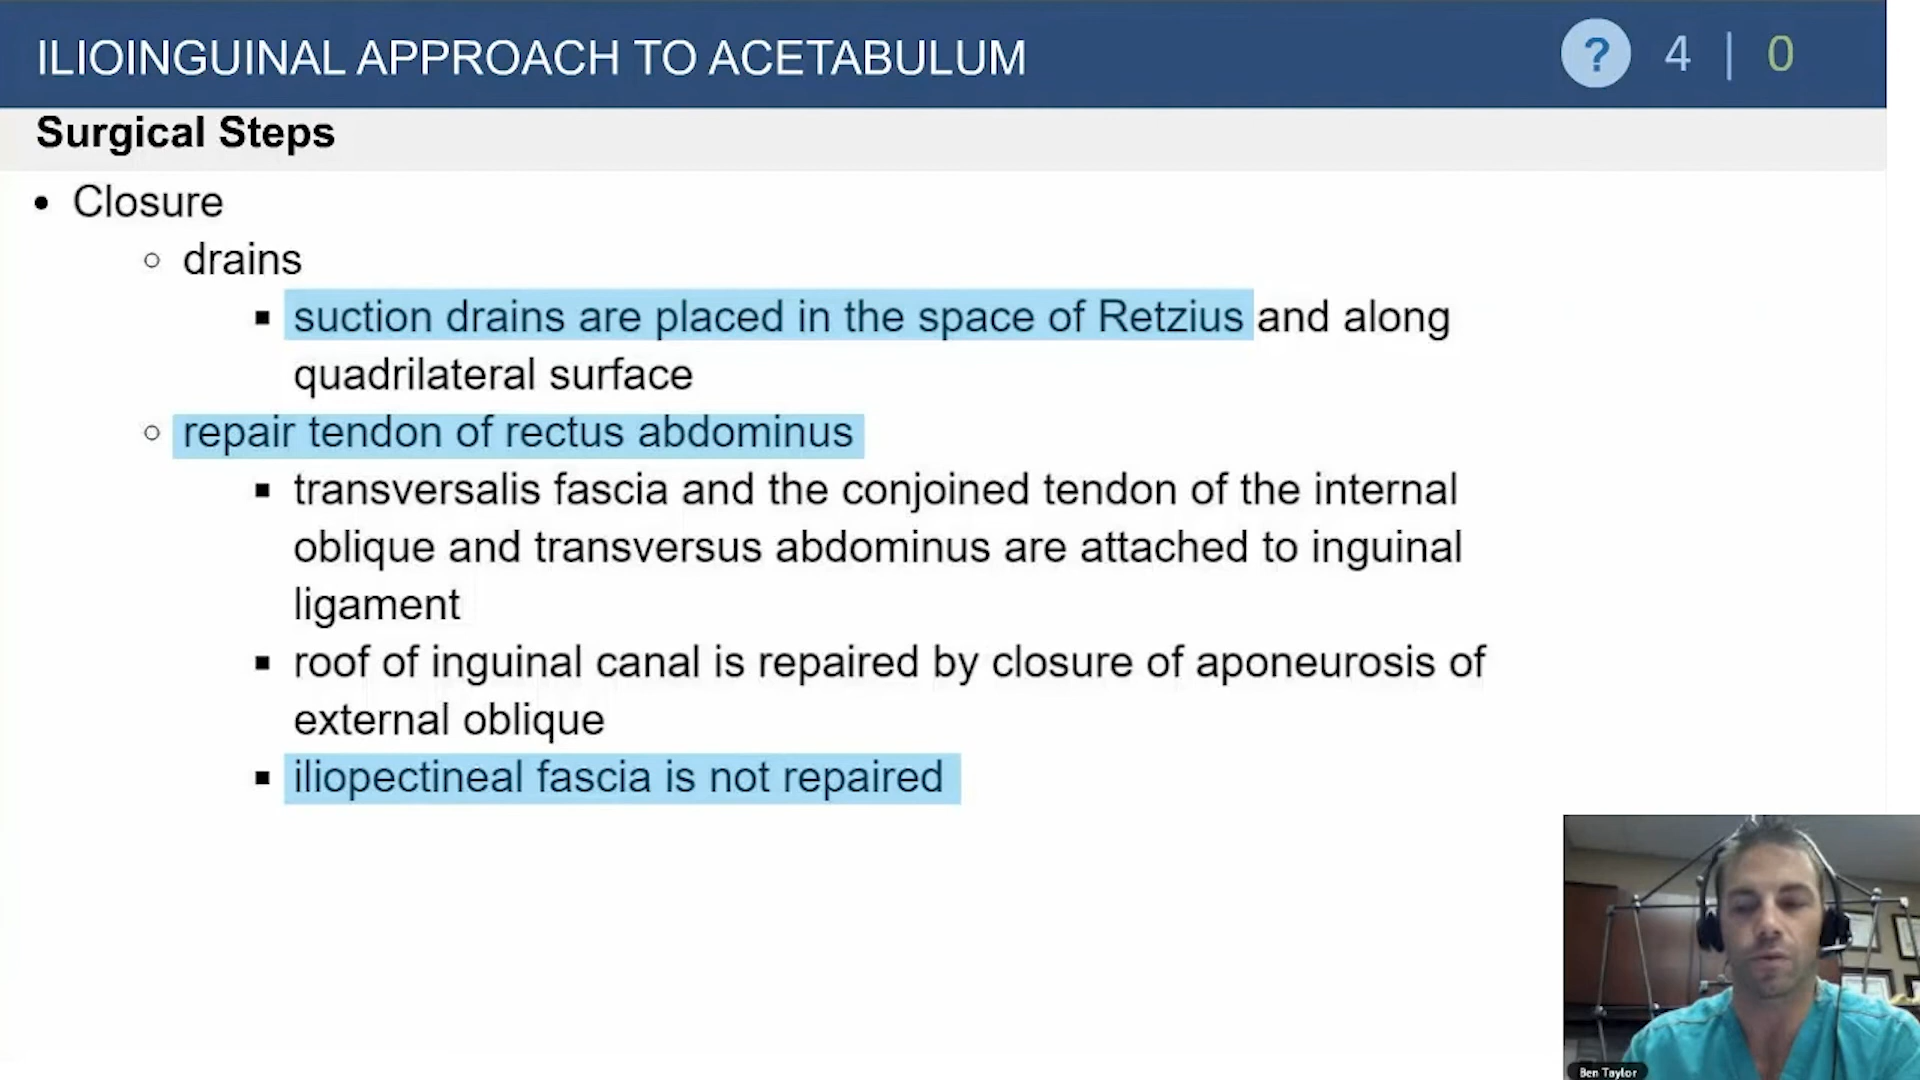 ILIOINGUINAL APPROACH TO ACETABULUM
? 4 | 0
Surgical Steps
• Closure
○ drains
▪ suction drains are placed in the space of Retzius and along
quadrilateral surface
○ repair tendon of rectus abdominus
▪ transversalis fascia and the conjoined tendon of the internal
oblique and transversus abdominus are attached to inguinal
ligament
▪ roof of inguinal canal is repaired by closure of aponeurosis of
external oblique
▪ iliopectineal fascia is not repaired
Ben Taylor